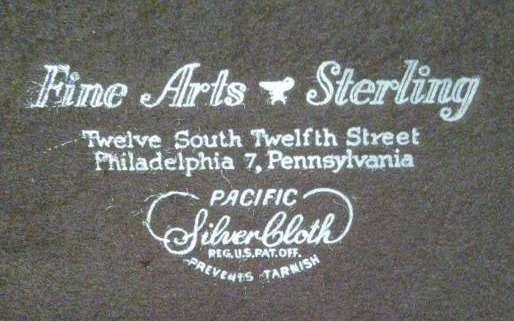 Fine Arts Sterling
Twelve South Twelfth Street
Philadelphia 7, Pennsylvania
PACIFIC
Silver Cloth
REG. U.S. PAT. OFF.
PREVENTS TARNISH